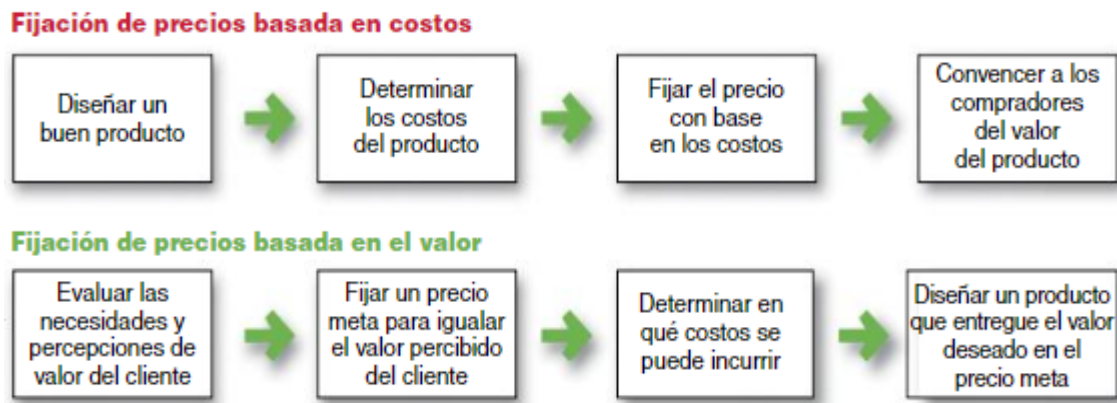 Fijación de precios basada en costos
Diseñar un
buen producto
Determinar
los costos
del producto
Fijar el precio
con base
en los costos
Convencer a los
compradores
del valor
del producto
Fijación de precios basada en el valor
Evaluar las
necesidades y
percepciones de
valor del cliente
Fijar un precio
meta para igualar
el valor percibido
del cliente
Determinar en
qué costos se
puede incurrir
Diseñar un producto
que entregue el valor
deseado en el
precio meta